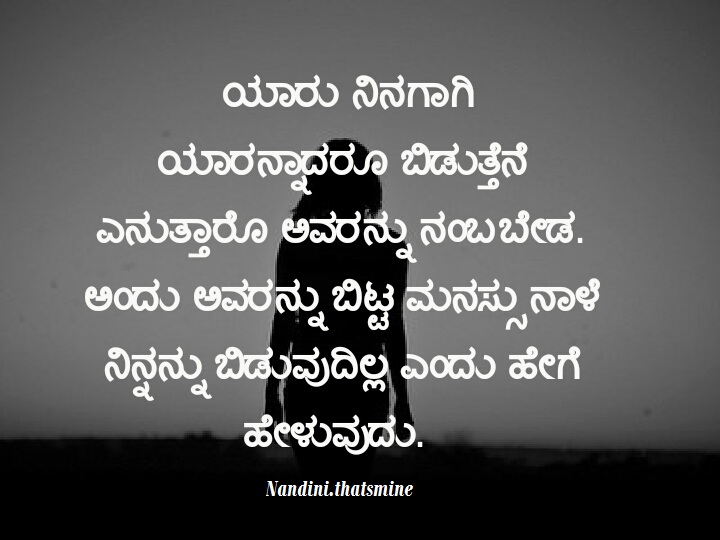 ಯಾರು ನಿನಗಾಗಿ
ಯಾರನ್ನಾದರೂ ಬಿಡುತ್ತೆನೆ
ಎನುತ್ತಾರೊ ಅವರನ್ನು ನಂಬಬೇಡ.
ಅಂದು ಅವರನ್ನು ಬಿಟ್ಟ ಮನಸ್ಸು ನಾಳೆ
ನಿನ್ನನ್ನು ಬಿಡುವುದಿಲ್ಲ ಎಂದು ಹೇಗೆ
ಹೇಳುವುದು.
Nandini.thatsmine